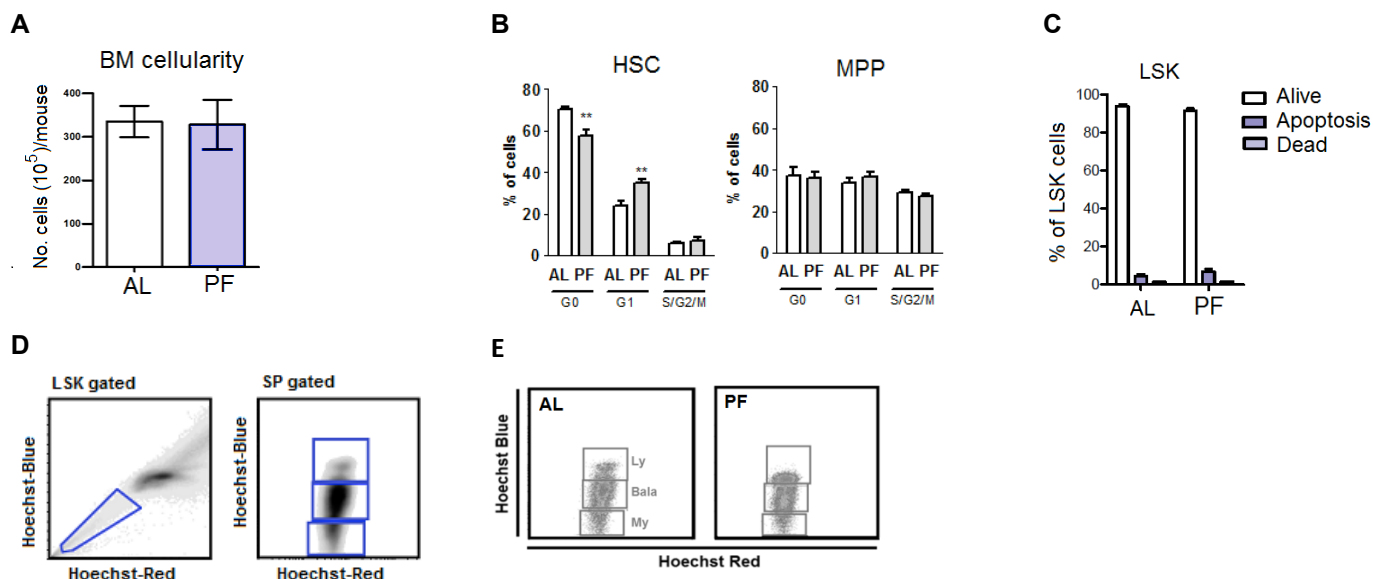 A
BM cellularity
No. cells (10⁵)/mouse
400
300
300
100
0
AL PF
B
HSC
% of cells
80
60
40
20
0
**
**
AL PF AL PF AL PF
G0 G1 S/G2/M
MPP
% of cells
80
60
40
20
0
AL PF AL PF AL PF
G0 G1 S/G2/M
C
LSK
% of LSK cells
100
80
60
40
20
0
AL PF
Alive
Apoptosis
Dead
D
LSK gated
Hoechst-Blue
Hoechst-Red
SP gated
Hoechst-Blue
Hoechst-Red
E
Hoechst Blue
AL
Ly
Bala
My
PF
Hoechst Red